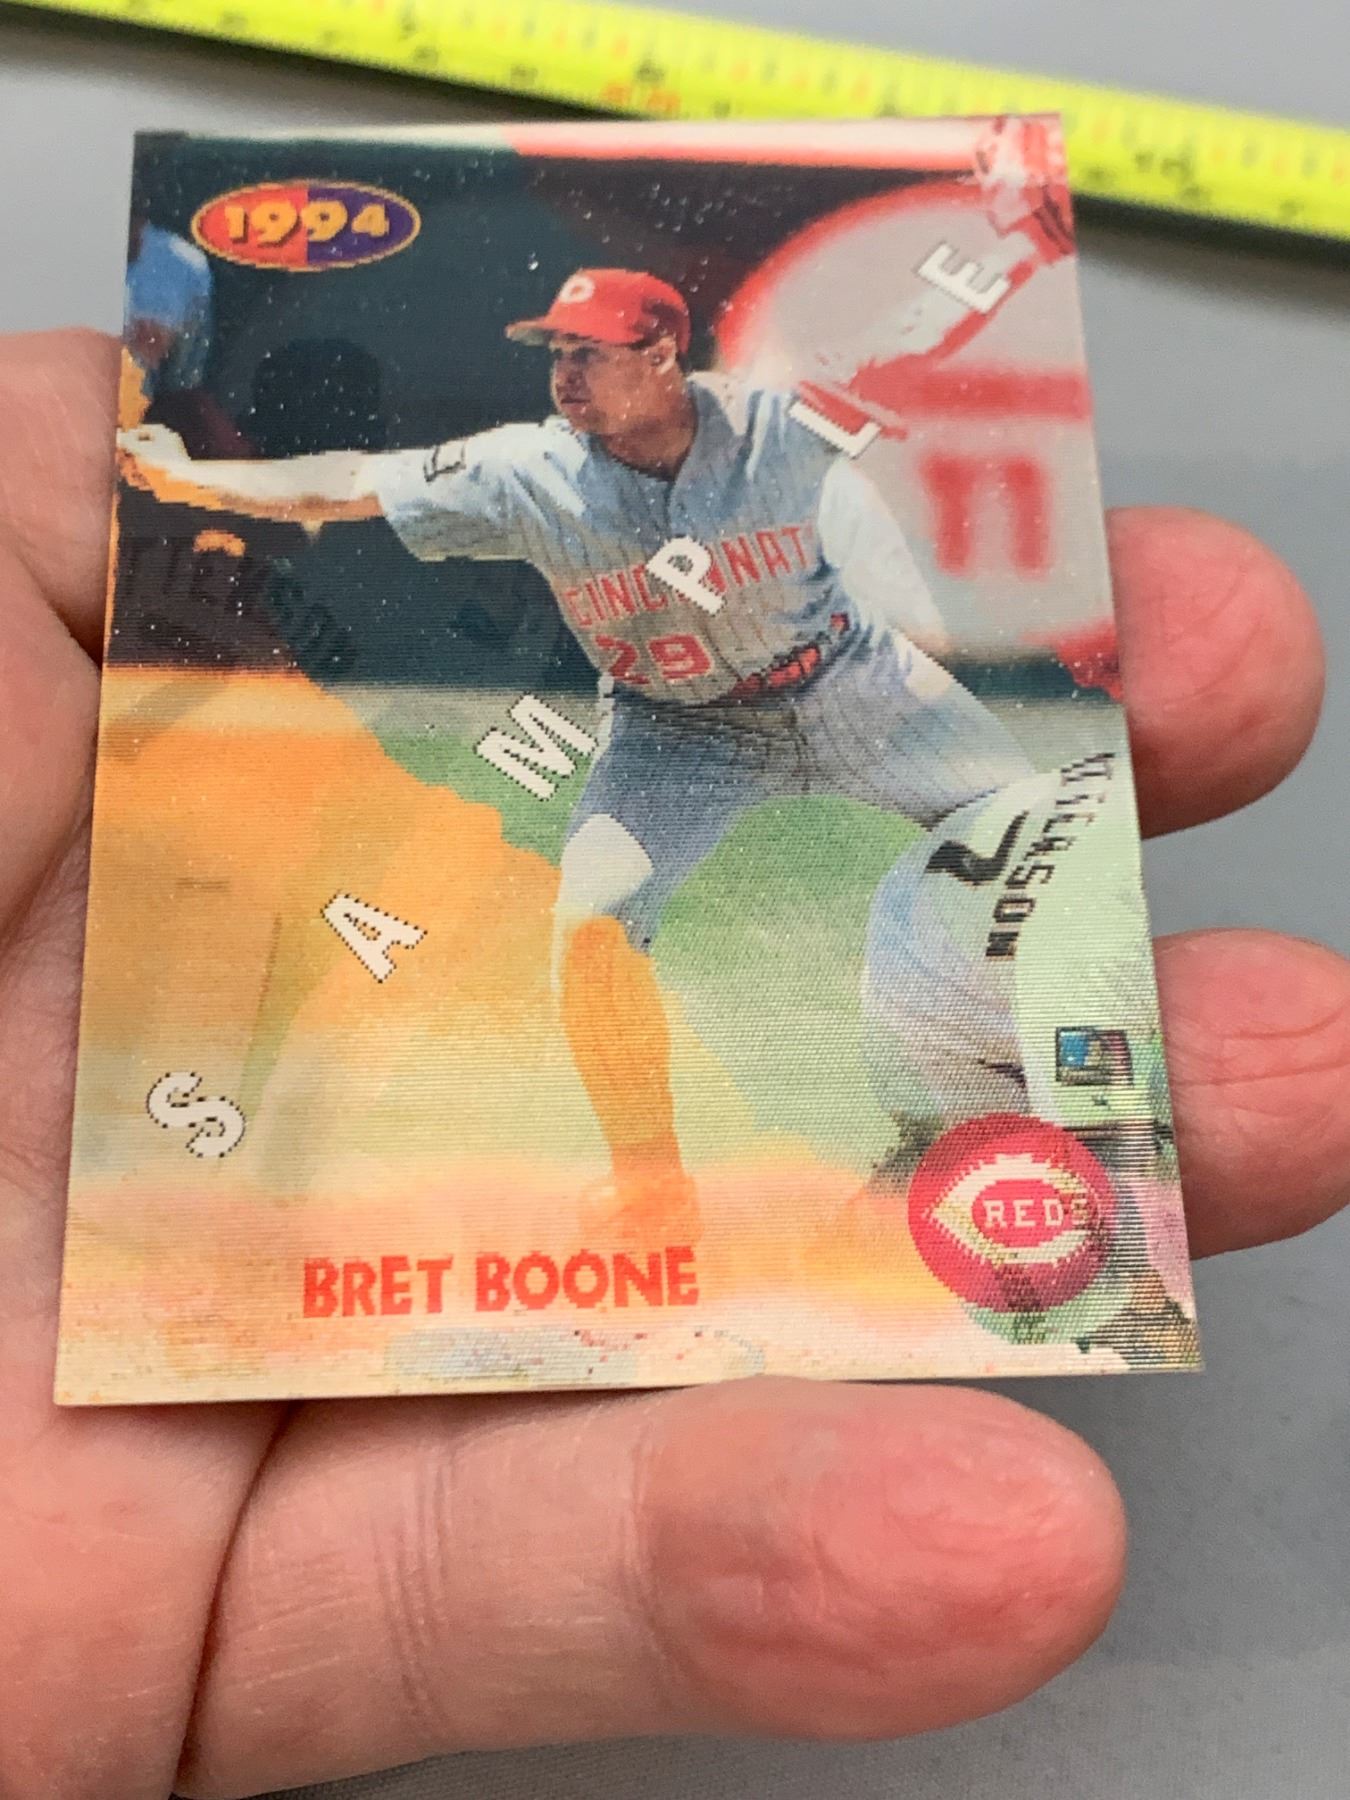 1994
SAMPLE
CINCINNATI
29
WILSON
REDS
BRET BOONE